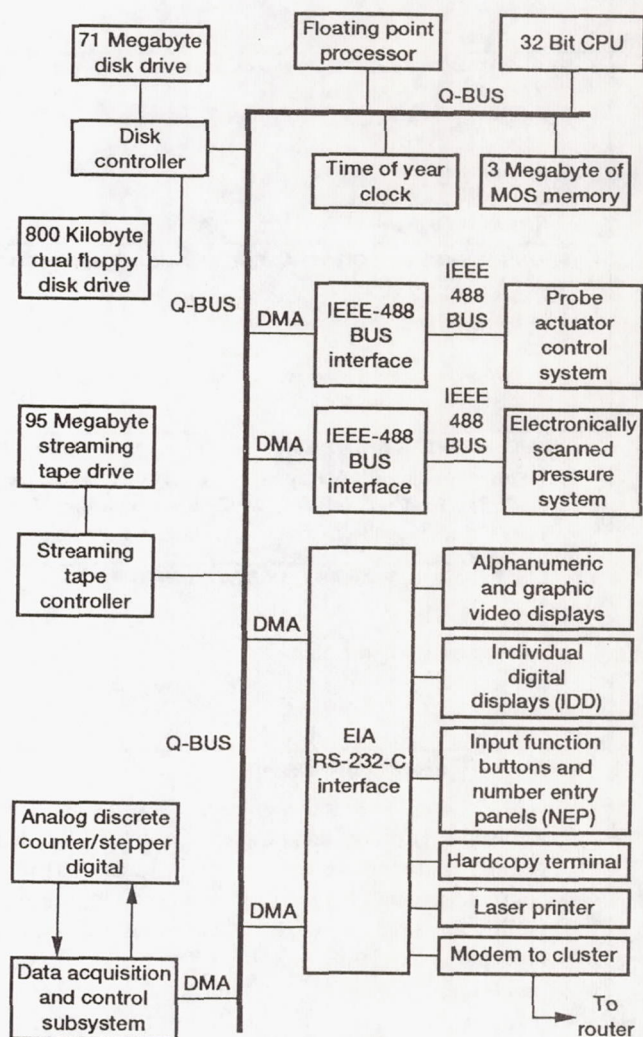 71 Megabyte
disk drive
Floating point
processor
32 Bit CPU
Q-BUS
Disk
controller
Time of year
clock
3 Megabyte of
MOS memory
800 Kilobyte
dual floppy
disk drive
Q-BUS
DMA
IEEE-488
BUS
interface
IEEE
488
BUS
Probe
actuator
control
system
95 Megabyte
streaming
tape drive
DMA
IEEE-488
BUS
interface
IEEE
488
BUS
Electronically
scanned
pressure
system
Streaming
tape
controller
DMA
EIA
RS-232-C
interface
Alphanumeric
and graphic
video displays
Individual
digital
displays (IDD)
Q-BUS
Input function
buttons and
number entry
panels (NEP)
Analog discrete
counter/stepper
digital
Hardcopy terminal
DMA
Laser printer
Data acquisition
and control
subsystem
DMA
Modem to cluster
To
router